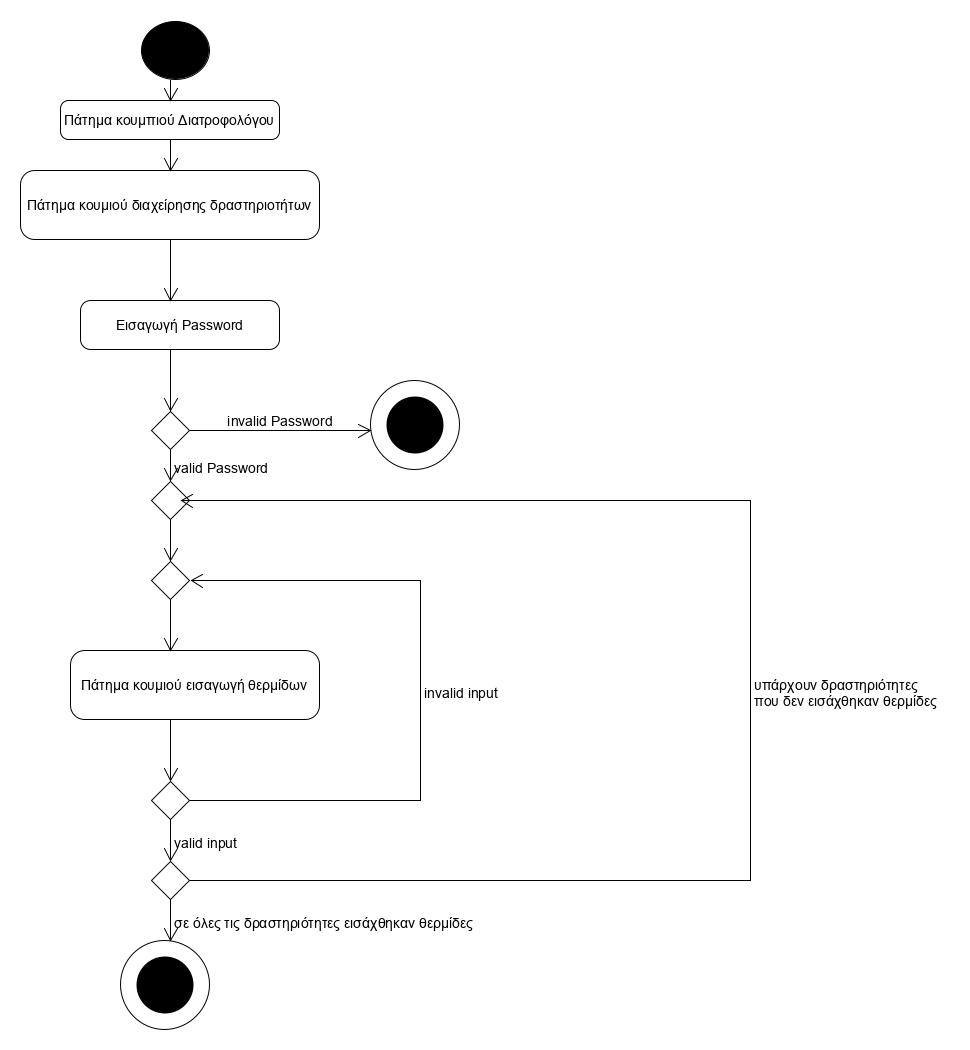 Πάτημα κουμπιού Διατροφολόγου
Πάτημα κουμιού διαχείρησης δραστηριοτήτων
Εισαγωγή Password
invalid Password
valid Password
Πάτημα κουμιού εισαγωγή θερμίδων
invalid input
υπάρχουν δραστηριότητες
που δεν εισάχθηκαν θερμίδες
valid input
σε όλες τις δραστηριότητες εισάχθηκαν θερμίδες